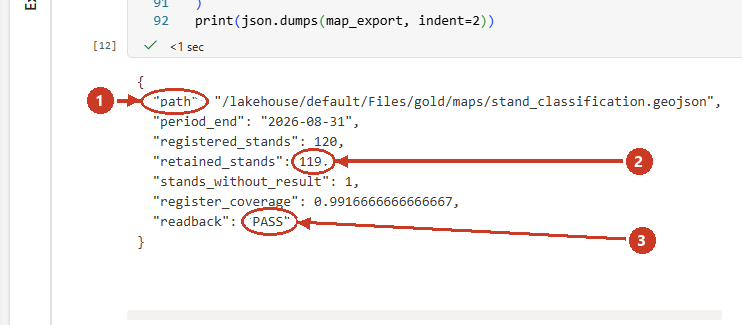 Ex
91 )
92 print(json.dumps(map_export, indent=2))
[12] <1 sec
{
1 "path" "/lakehouse/default/Files/gold/maps/stand_classification.geojson",
"period_end": "2026-08-31",
"registered_stands": 120,
"retained_stands": 119, 2
"stands_without_result": 1,
"register_coverage": 0.9916666666666667,
"readback": "PASS"
3
}